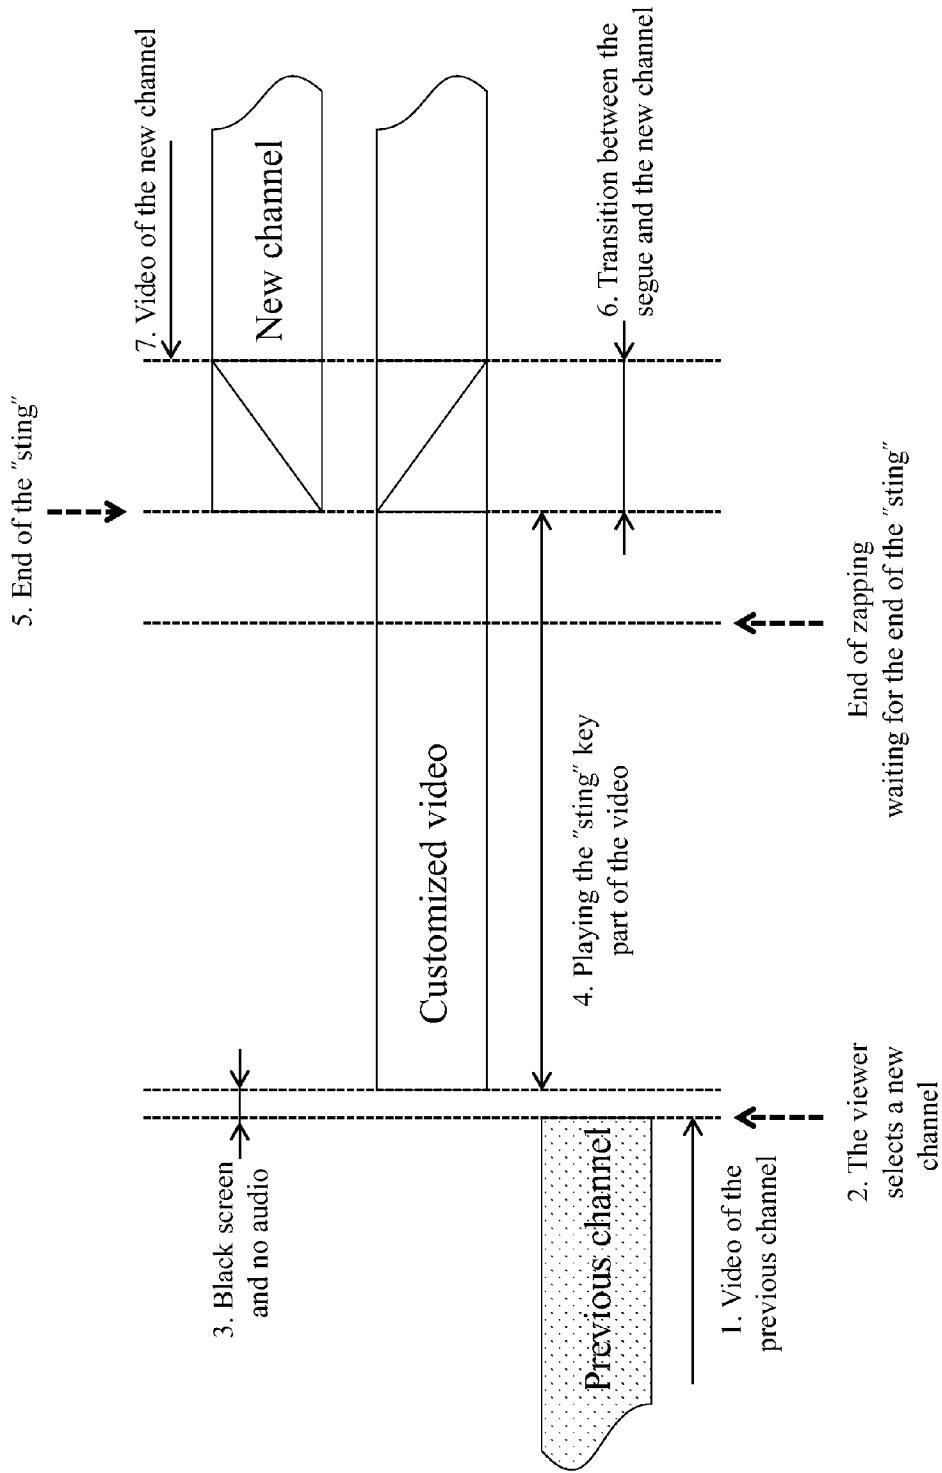 3. Black screen
and no audio
5. End of the "sting"
7. Video of the new channel
New channel
Customized video
Previous channel
4. Playing the "sting" key
part of the video
6. Transition between the
segue and the new channel
1. Video of the
previous channel
2. The viewer
selects a new
channel
End of zapping
waiting for the end of the "sting"